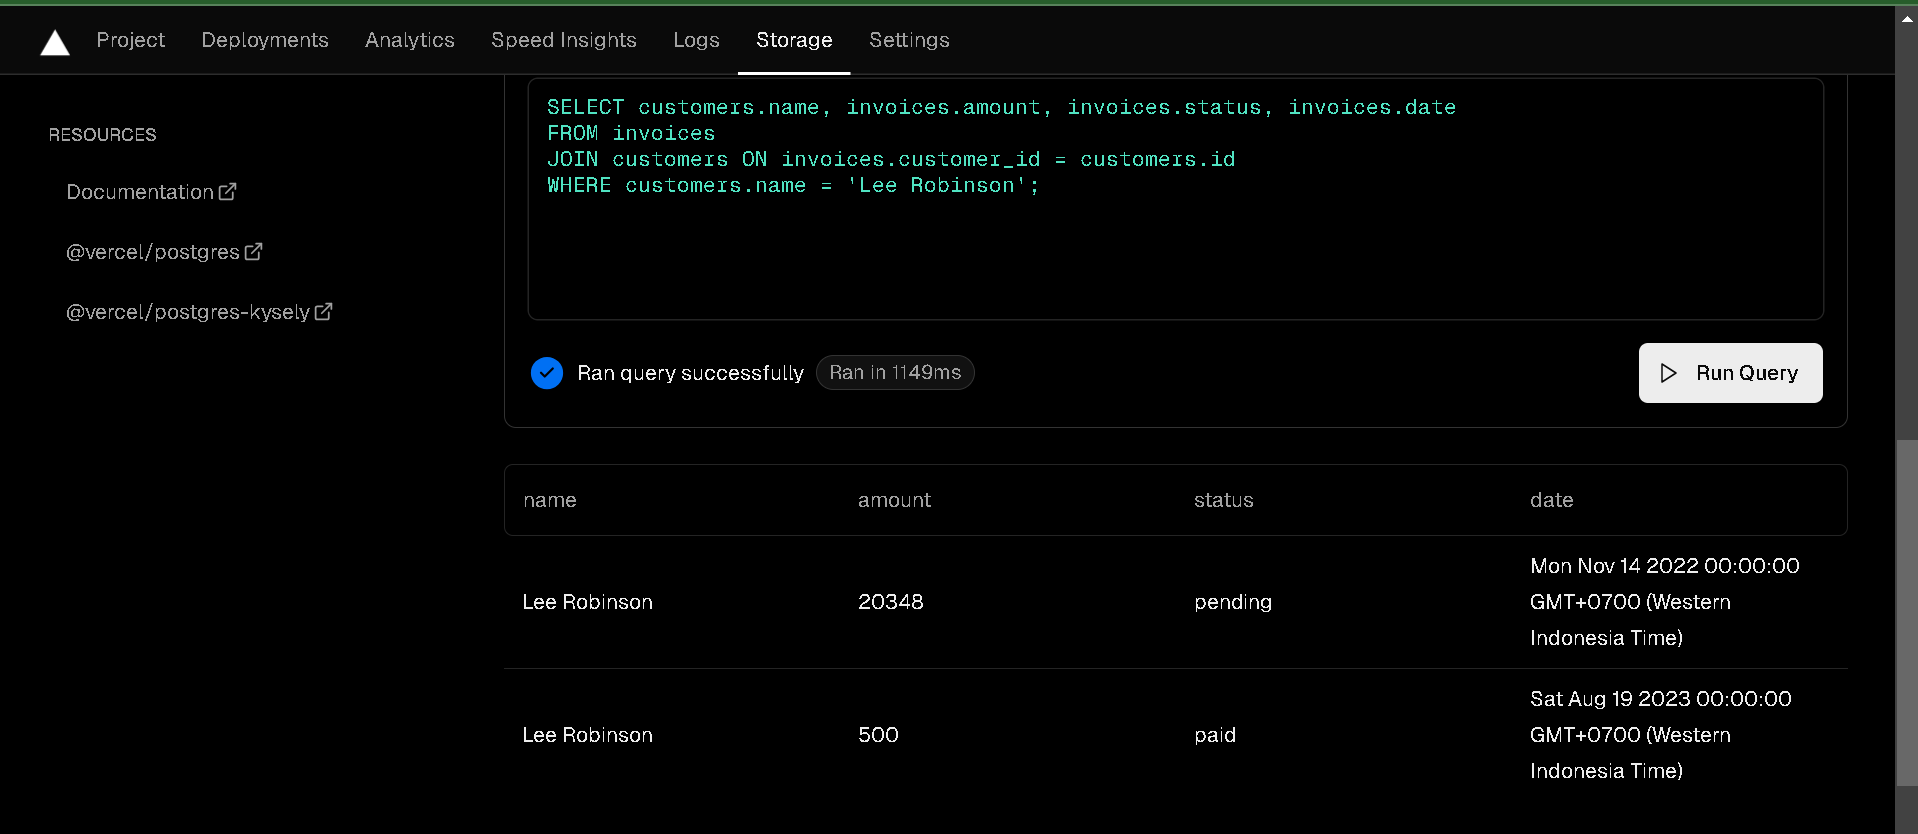 Project Deployments Analytics Speed Insights Logs Storage Settings
RESOURCES
Documentation
@vercel/postgres
@vercel/postgres-kysely
SELECT customers.name, invoices.amount, invoices.status, invoices.date
FROM invoices
JOIN customers ON invoices.customer_id = customers.id
WHERE customers.name = 'Lee Robinson';
Ran query successfully Ran in 1149ms Run Query
name amount status date
Lee Robinson 20348 pending Mon Nov 14 2022 00:00:00
GMT+0700 (Western
Indonesia Time)
Lee Robinson 500 paid Sat Aug 19 2023 00:00:00
GMT+0700 (Western
Indonesia Time)